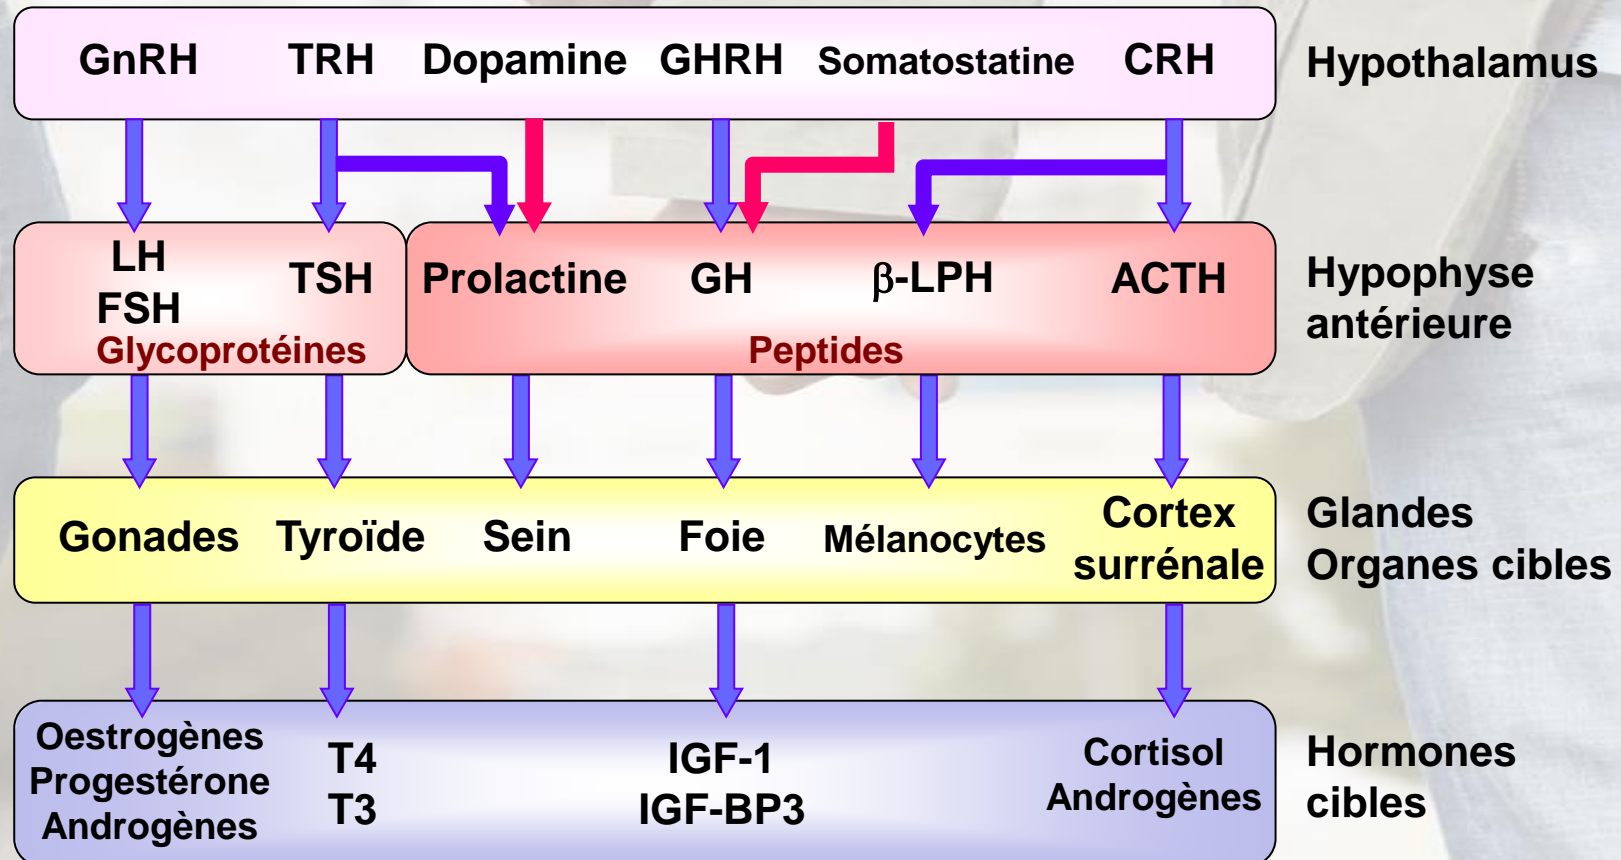 GnRH TRH Dopamine GHRH Somatostatine CRH Hypothalamus
LH
FSH
TSH Prolactine GH β-LPH ACTH
Hypophyse
antérieure
Glycoprotéines Peptides
Gonades Tyroïde Sein Foie Mélanocytes
Cortex
surrénale
Glandes
Organes cibles
Oestrogènes
Progestérone
Androgènes
T4
T3
IGF-1
IGF-BP3
Cortisol
Androgènes
Hormones
cibles